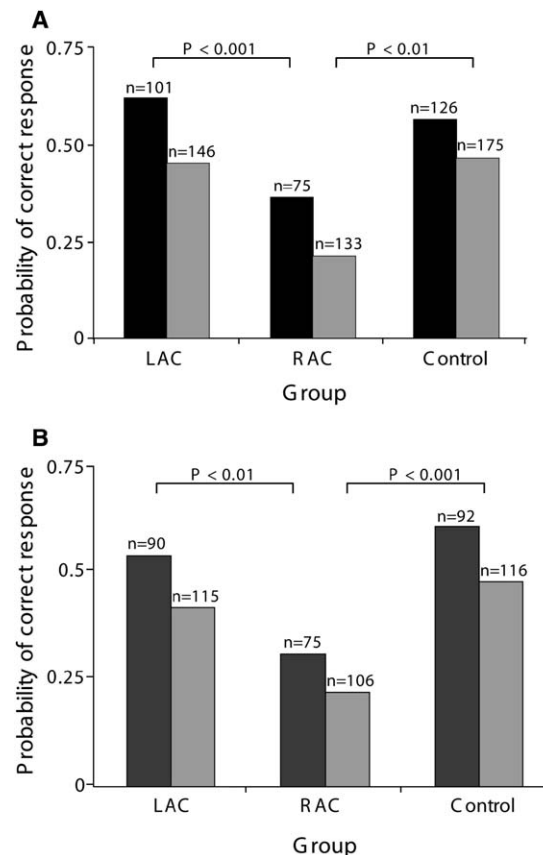 A
Probability of correct response
0.75
0.50
0.25
0
P < 0.001
P < 0.01
n=101
n=146
n=75
n=133
n=126
n=175
LAC
RAC
Control
Group
B
Probability of correct response
0.75
0.5
0.25
0
P < 0.01
P < 0.001
n=90
n=115
n=75
n=106
n=92
n=116
LAC
RAC
Control
Group